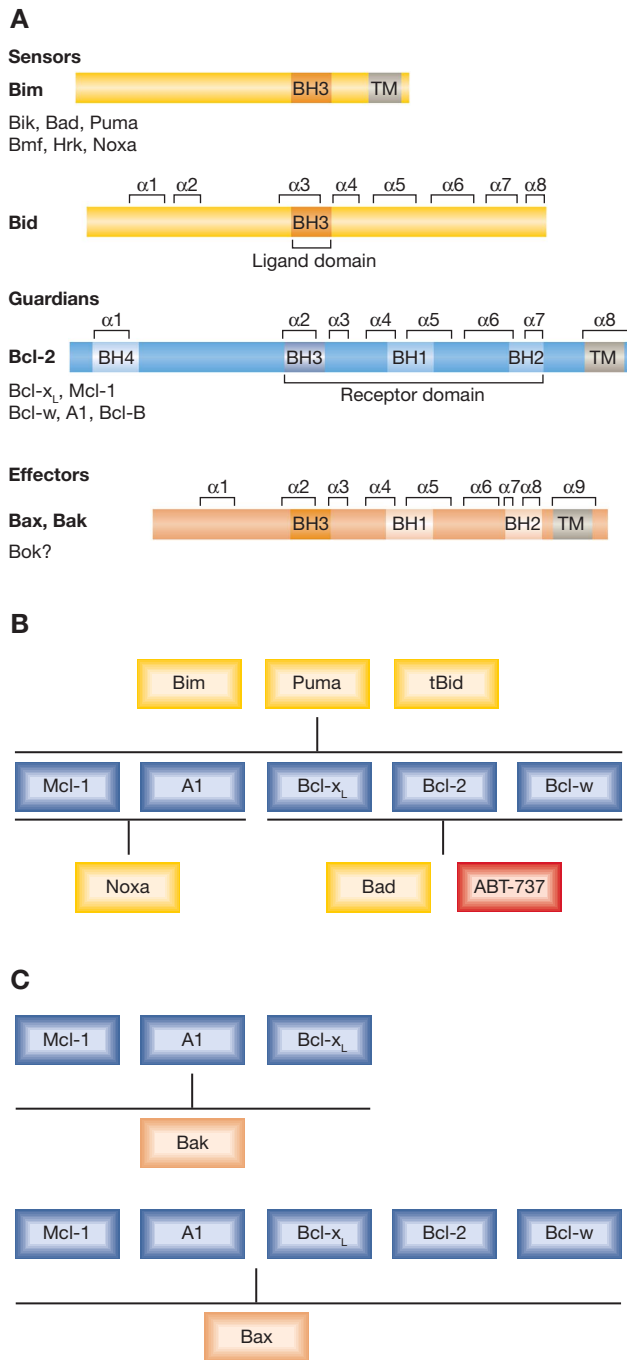 A
Sensors
Bim
BH3 TM
Bik, Bad, Puma
Bmf, Hrk, Noxa
α1 α2 α3 α4 α5 α6 α7 α8
Bid
BH3
Ligand domain
Guardians
α1 α2 α3 α4 α5 α6 α7 α8
Bcl-2
BH4 BH3 BH1 BH2 TM
Bcl-xL, Mcl-1
Bcl-w, A1, Bcl-B
Receptor domain
Effectors
α1 α2 α3 α4 α5 α6 α7 α8 α9
Bax, Bak
BH3 BH1 BH2 TM
Bok?
B
Bim Puma tBid
Mcl-1 A1 Bcl-xL Bcl-2 Bcl-w
Noxa Bad ABT-737
C
Mcl-1 A1 Bcl-xL
Bak
Mcl-1 A1 Bcl-xL Bcl-2 Bcl-w
Bax